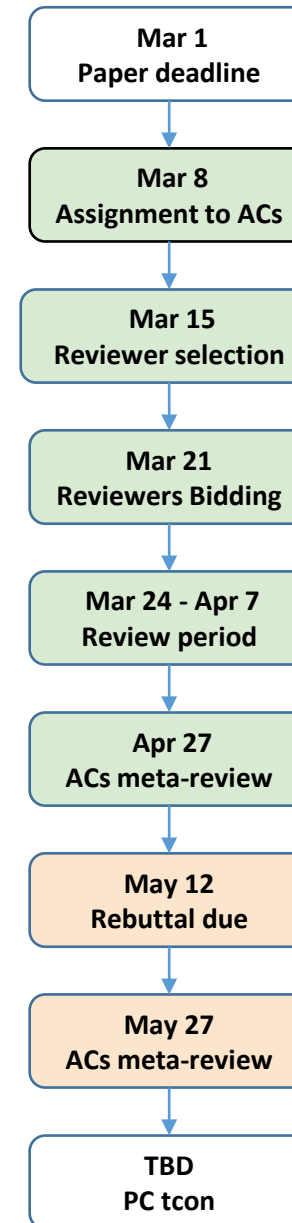 Mar 1
Paper deadline
Mar 8
Assignment to ACs
Mar 15
Reviewer selection
Mar 21
Reviewers Bidding
Mar 24 - Apr 7
Review period
Apr 27
ACs meta-review
May 12
Rebuttal due
May 27
ACs meta-review
TBD
PC tcon